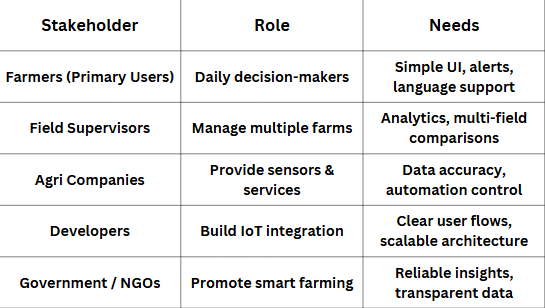 Stakeholder Role Needs
Farmers (Primary Users) Daily decision-makers Simple UI, alerts,
language support
Field Supervisors Manage multiple farms Analytics, multi-field
comparisons
Agri Companies Provide sensors &
services Data accuracy,
automation control
Developers Build IoT integration Clear user flows,
scalable architecture
Government / NGOs Promote smart farming Reliable insights,
transparent data